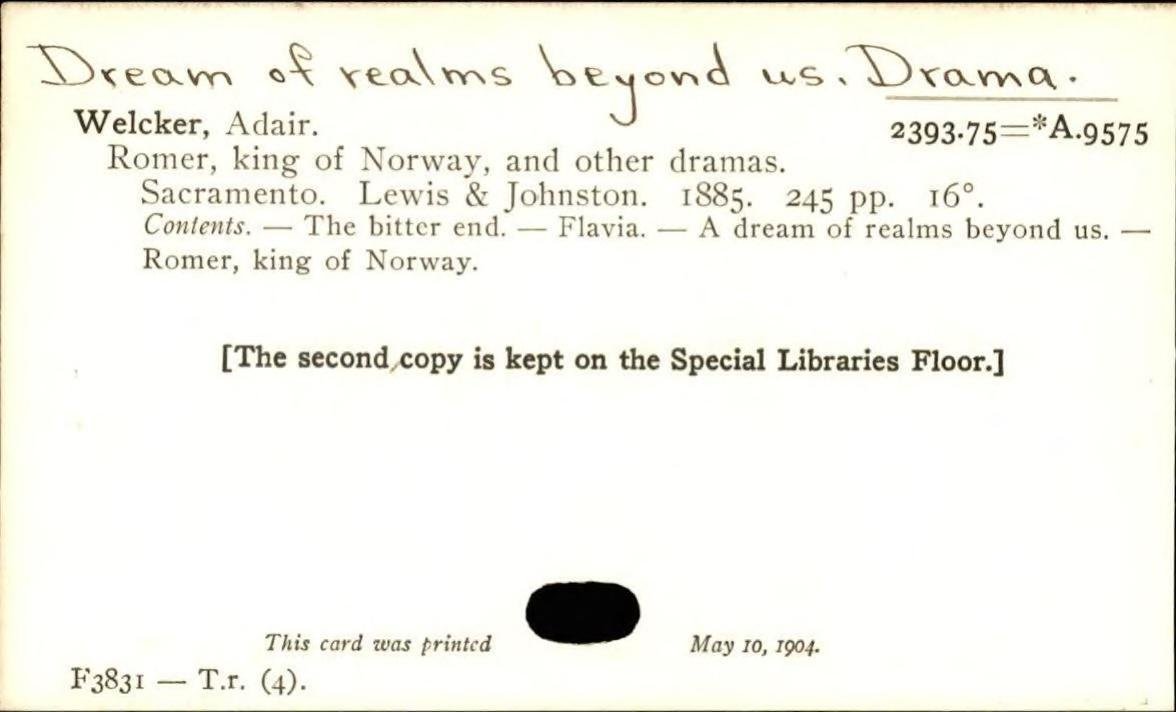 Dream of realms beyond us. Drama.
Welcker, Adair. 2393.75=*A.9575
Romer, king of Norway, and other dramas.
Sacramento. Lewis & Johnston. 1885. 245 pp. 16°.
Contents. — The bitter end. — Flavia. — A dream of realms beyond us. —
Romer, king of Norway.
[The second copy is kept on the Special Libraries Floor.]
This card was printed May 10, 1904.
F3831 — T.r. (4).